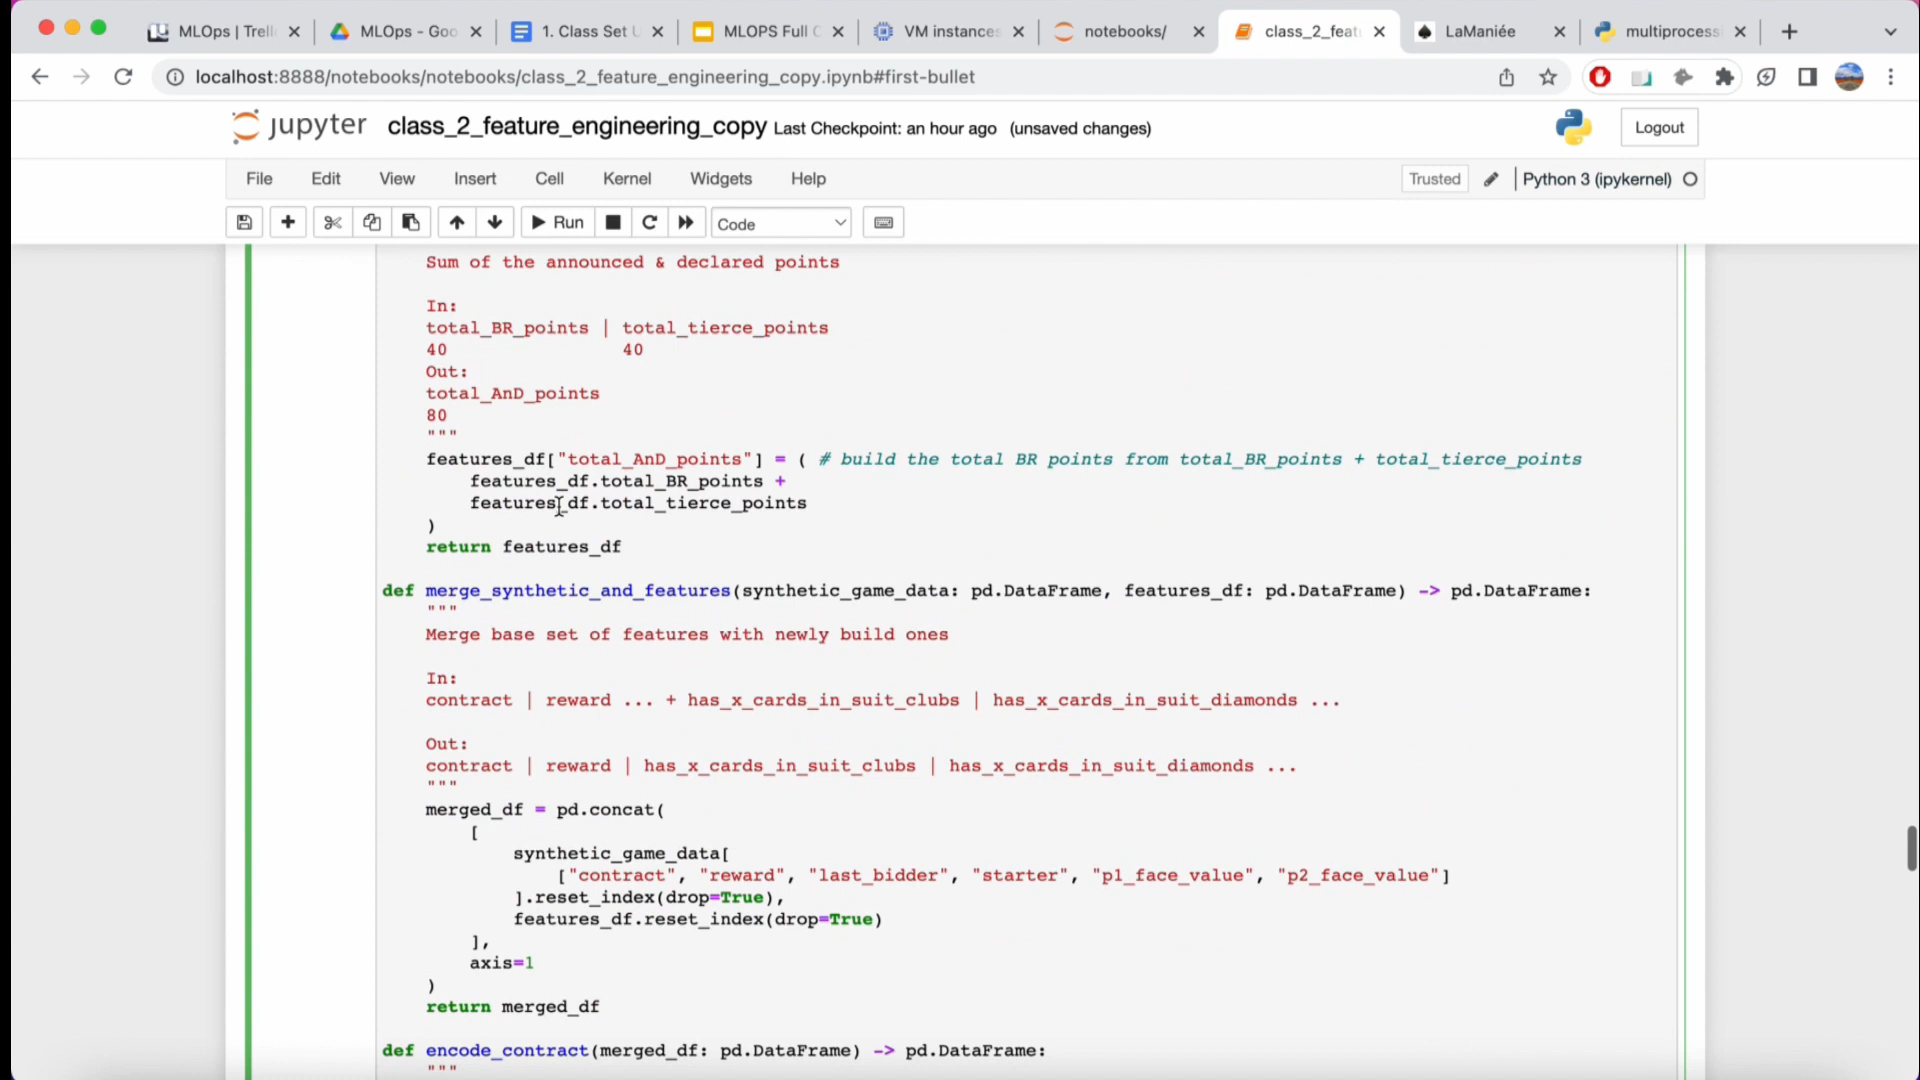 MLOps | Trell
MLOps - Goo
1. Class Set U
MLOPS Full C
VM instances
notebooks/
class_2_feat
LaManiée
multiprocess
localhost:8888/notebooks/notebooks/class_2_feature_engineering_copy.ipynb#first-bullet
jupyter class_2_feature_engineering_copy Last Checkpoint: an hour ago (unsaved changes)
Logout
File Edit View Insert Cell Kernel Widgets Help
Trusted
Python 3 (ipykernel)
Run
Code
Sum of the announced & declared points
In:
total_BR_points | total_tierce_points
40 40
Out:
total_AnD_points
80
"""
features_df["total_AnD_points"] = ( # build the total BR points from total_BR_points + total_tierce_points
features_df.total_BR_points +
features_df.total_tierce_points
)
return features_df
def merge_synthetic_and_features(synthetic_game_data: pd.DataFrame, features_df: pd.DataFrame) -> pd.DataFrame:
"""
Merge base set of features with newly build ones
In:
contract | reward ... + has_x_cards_in_suit_clubs | has_x_cards_in_suit_diamonds ...
Out:
contract | reward | has_x_cards_in_suit_clubs | has_x_cards_in_suit_diamonds ...
"""
merged_df = pd.concat(
[
synthetic_game_data[
["contract", "reward", "last_bidder", "starter", "p1_face_value", "p2_face_value"]
].reset_index(drop=True),
features_df.reset_index(drop=True)
],
axis=1
)
return merged_df
def encode_contract(merged_df: pd.DataFrame) -> pd.DataFrame:
"""